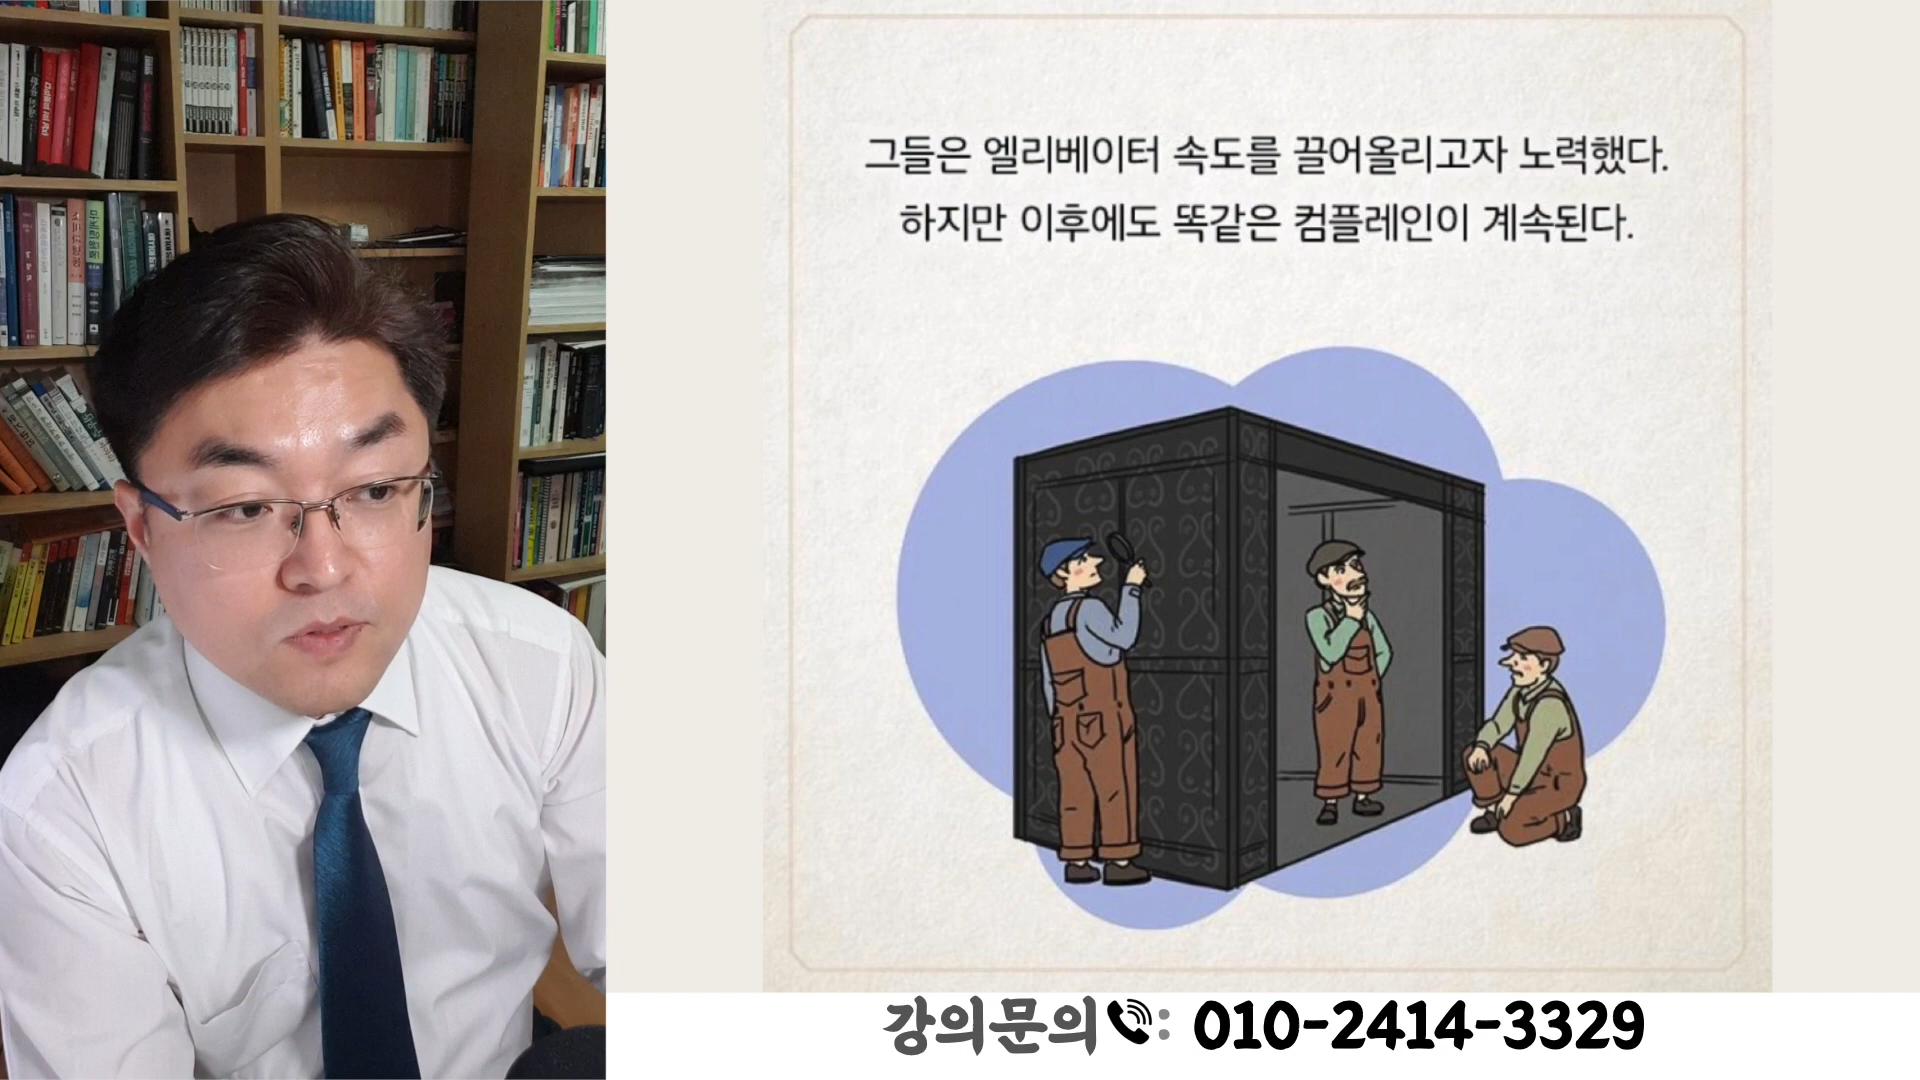 그들은 엘리베이터 속도를 끌어올리고자 노력했다.
하지만 이후에도 똑같은 컴플레인이 계속된다.
강의문의 : 010-2414-3329